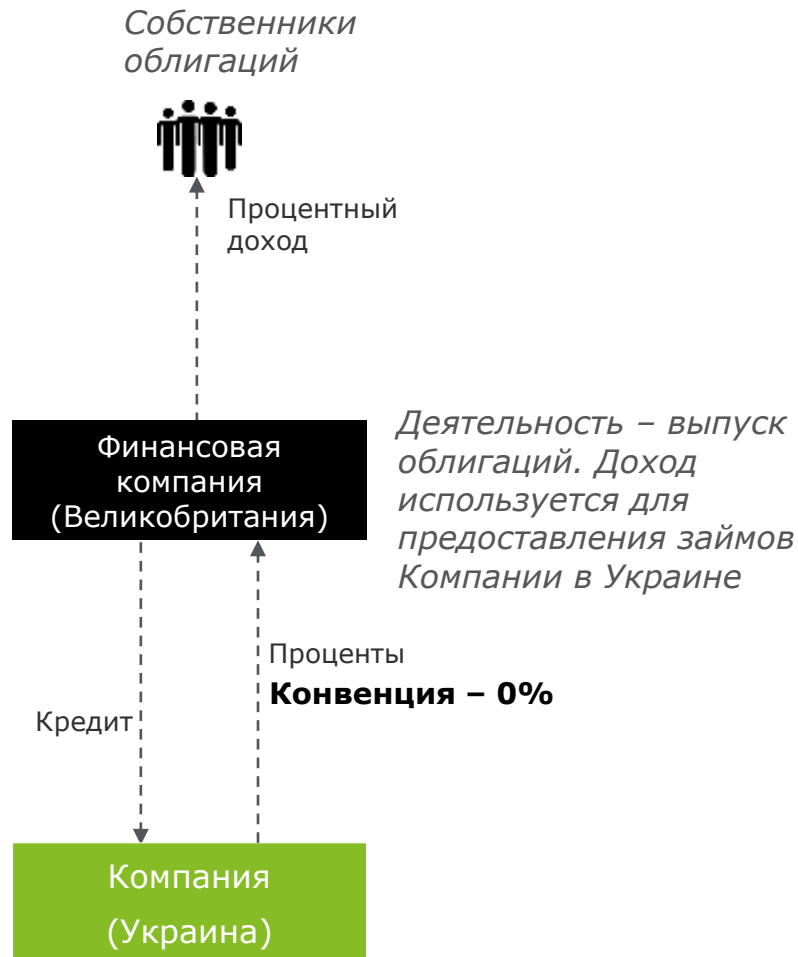 Собственники
облигаций
Процентный
доход
Финансовая
компания
(Великобритания)
Деятельность – выпуск
облигаций. Доход
используется для
предоставления займов
Компании в Украине
Проценты
Конвенция – 0%
Кредит
Компания
(Украина)